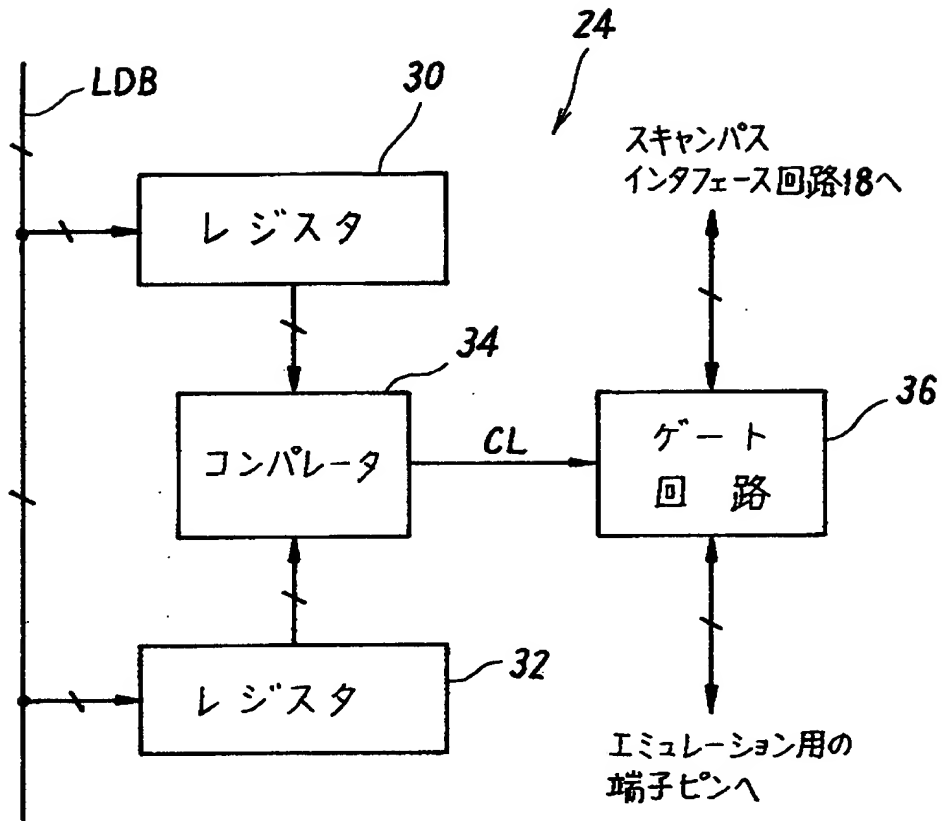 24
LDB
30
スキャンパス
インタフェース回路18へ
レジスタ
34
36
コンパレータ
CL
ゲート
回路
レジスタ
32
エミュレーション用の
端子ピンへ